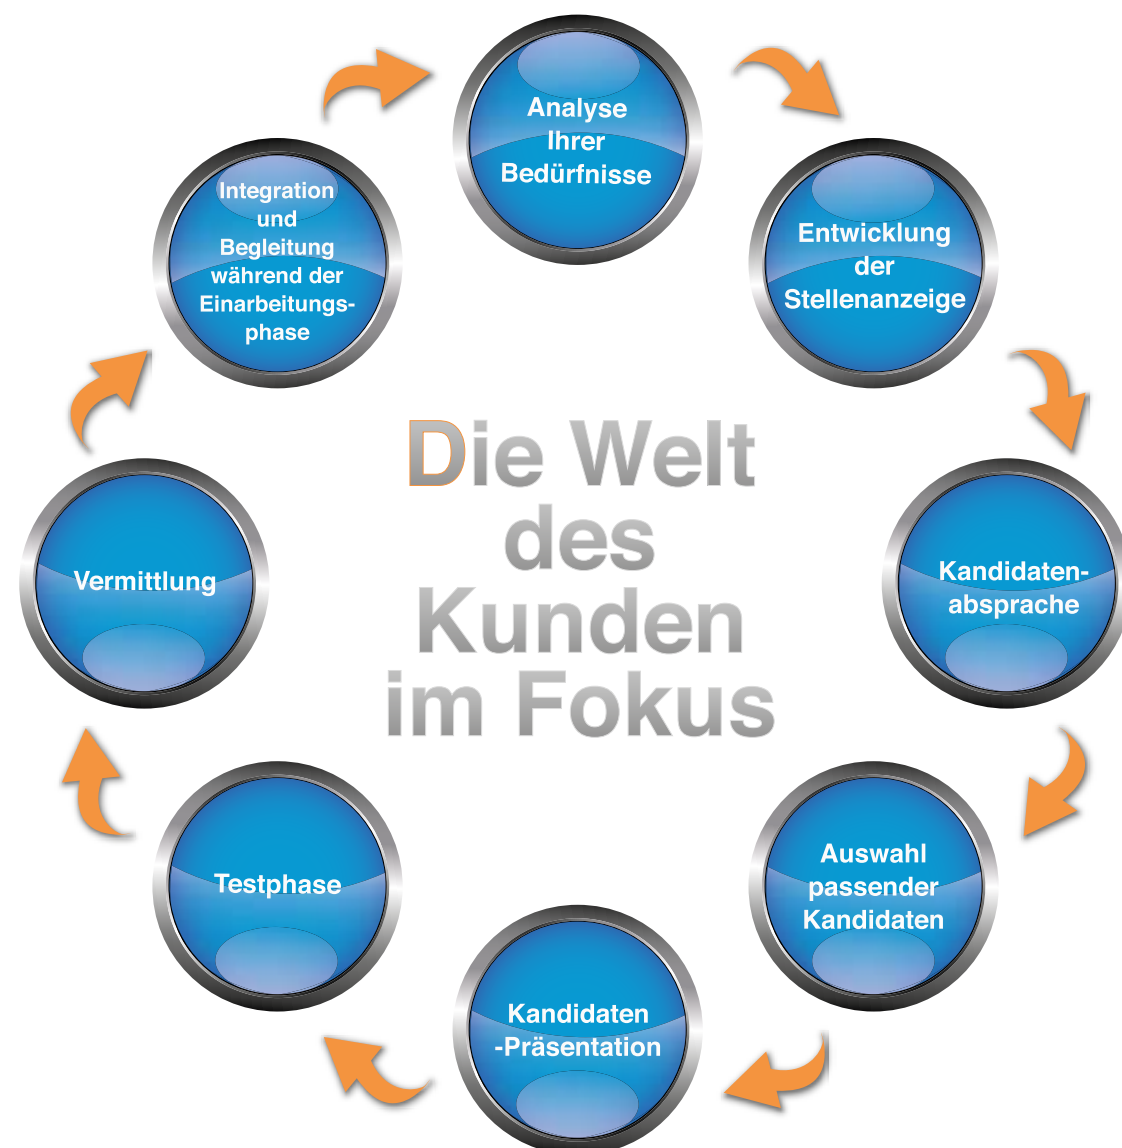 Analyse
Ihrer
Bedürfnisse
Entwicklung
der
Stellenanzeige
Kandidaten-
absprache
Auswahl
passender
Kandidaten
Kandidaten
-Präsentation
Testphase
Vermittlung
Integration
und
Begleitung
während der
Einarbeitungs-
phase
Die Welt
des
Kunden
im Fokus